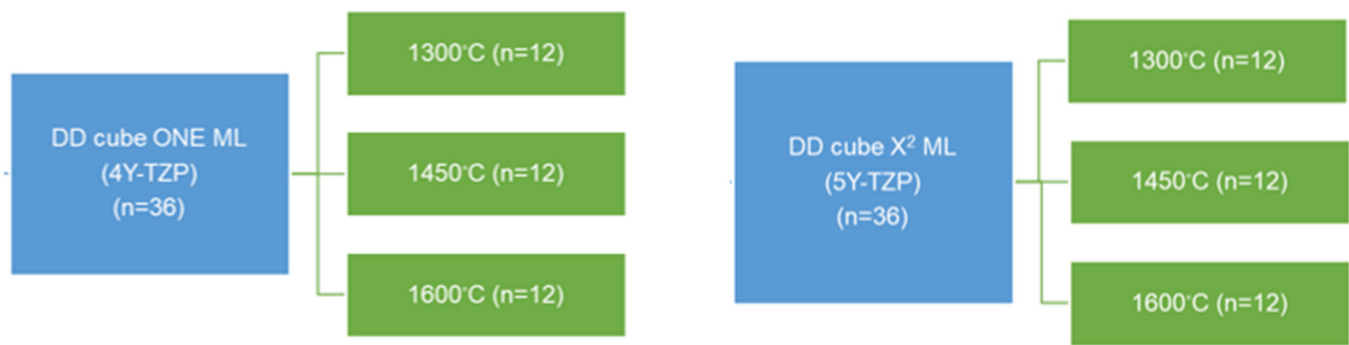 DD cube ONE ML
(4Y-TZP)
(n=36)
1300°C (n=12)
1450°C (n=12)
1600°C (n=12)
DD cube X² ML
(5Y-TZP)
(n=36)
1300°C (n=12)
1450°C (n=12)
1600°C (n=12)